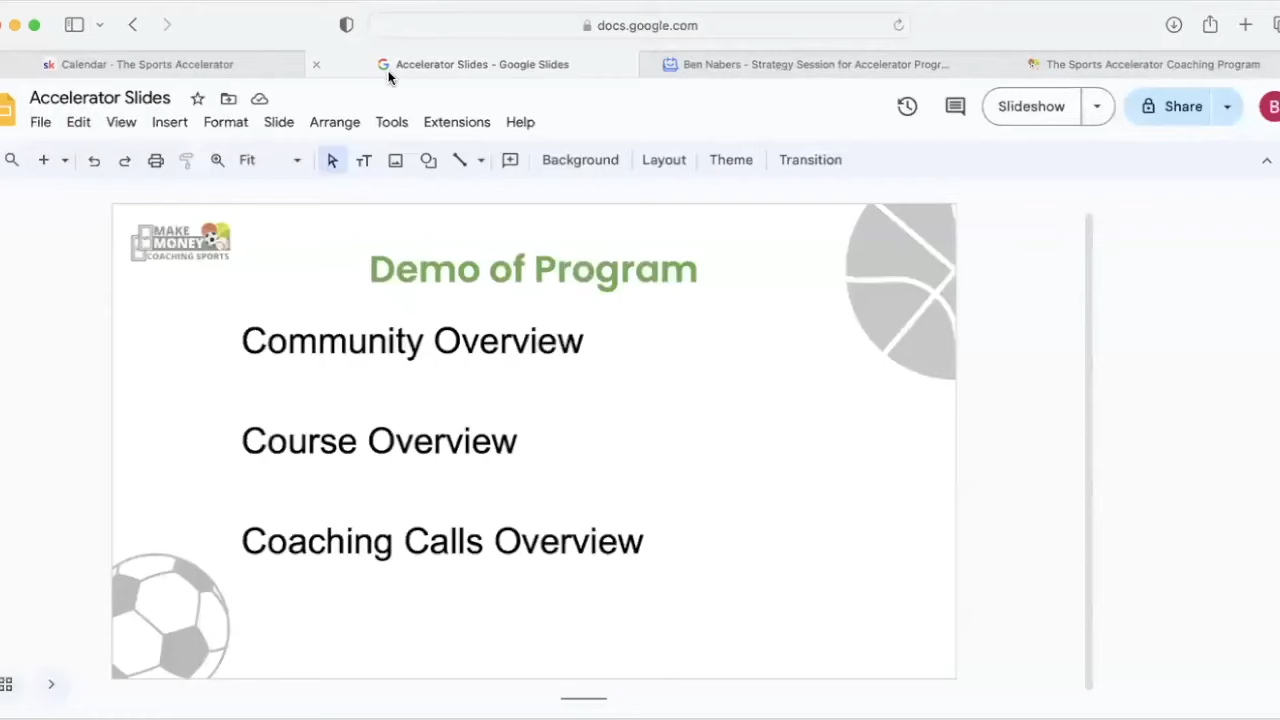 docs.google.com
sk Calendar - The Sports Accelerator
Accelerator Slides - Google Slides
Ben Nabers - Strategy Session for Accelerator Progr...
The Sports Accelerator Coaching Program
Accelerator Slides
Slideshow
Share
B
File Edit View Insert Format Slide Arrange Tools Extensions Help
Fit
Background Layout Theme Transition
MAKE
MONEY
COACHING SPORTS
Demo of Program
Community Overview
Course Overview
Coaching Calls Overview